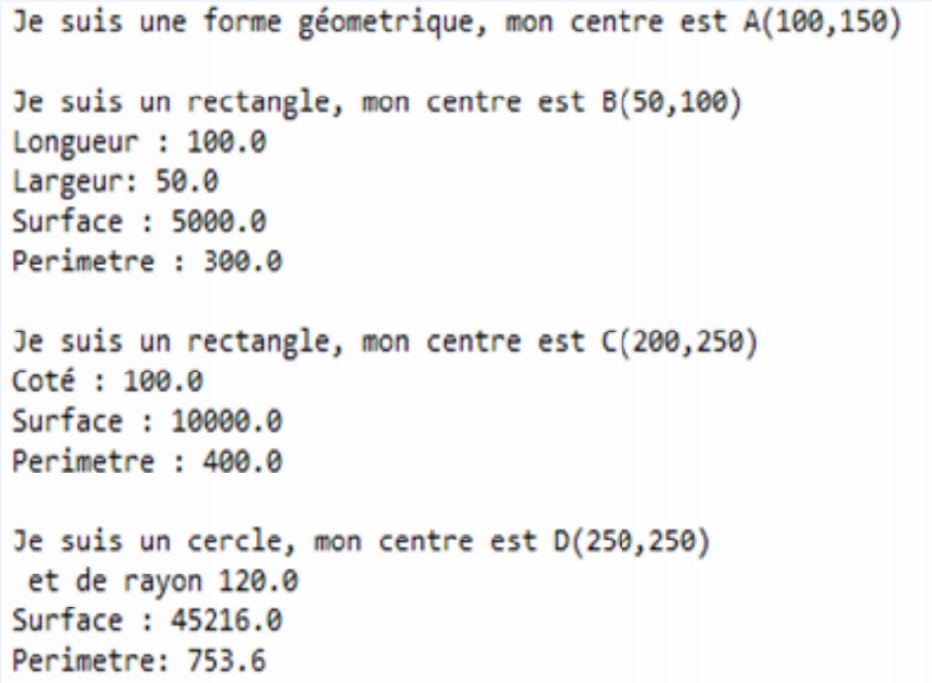 Je suis une forme géometrique, mon centre est A(100,150)
Je suis un rectangle, mon centre est B(50,100)
Longueur : 100.0
Largeur: 50.0
Surface : 5000.0
Perimetre : 300.0
Je suis un rectangle, mon centre est C(200,250)
Coté : 100.0
Surface : 10000.0
Perimetre : 400.0
Je suis un cercle, mon centre est D(250,250)
et de rayon 120.0
Surface : 45216.0
Perimetre: 753.6